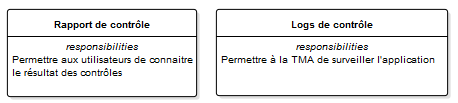 Rapport de contrôle
responsibilities
Permettre aux utilisateurs de connaitre
le résultat des contrôles
Logs de contrôle
responsibilities
Permettre à la TMA de surveiller l'application